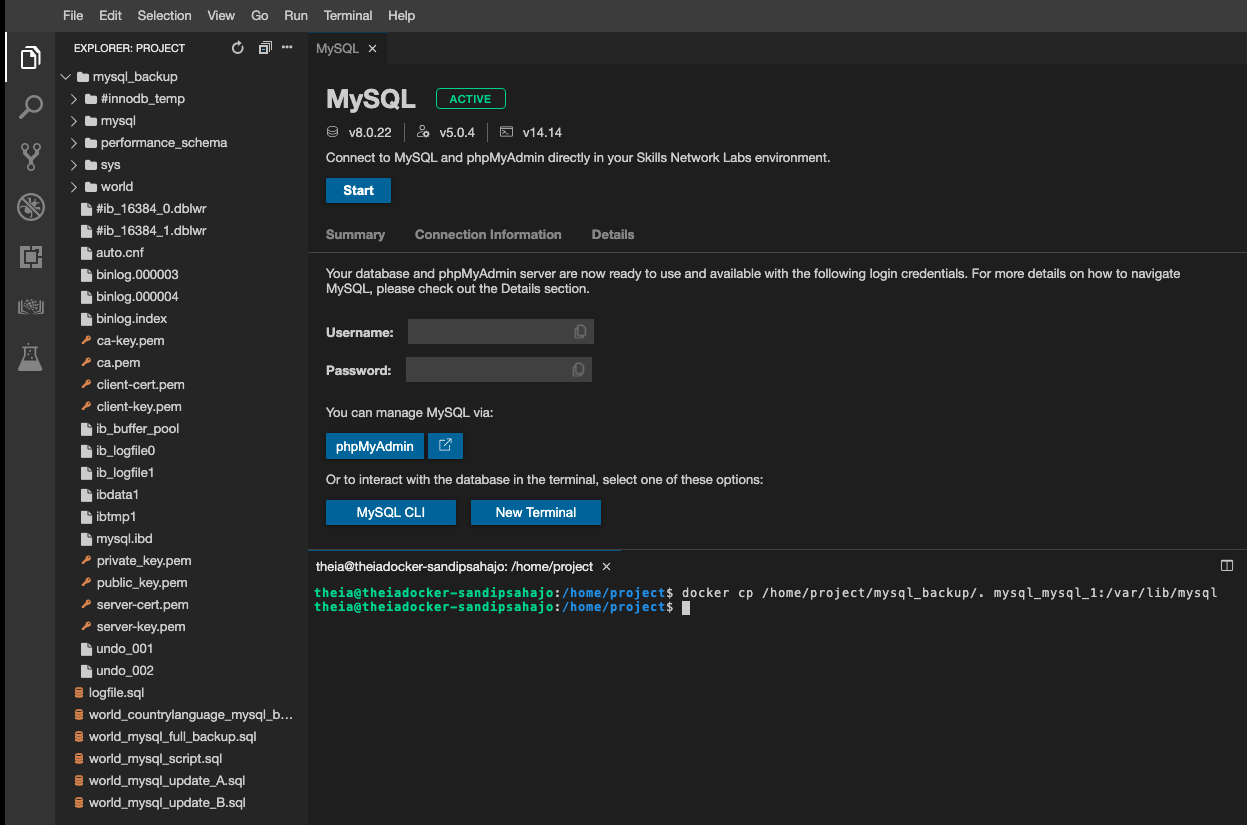 File Edit Selection View Go Run Terminal Help
EXPLORER: PROJECT
mysql_backup
#innodb_temp
mysql
performance_schema
sys
world
#ib_16384_0.dblwr
#ib_16384_1.dblwr
auto.cnf
binlog.000003
binlog.000004
binlog.index
ca-key.pem
ca.pem
client-cert.pem
client-key.pem
ib_buffer_pool
ib_logfile0
ib_logfile1
ibdata1
ibtmp1
mysql.ibd
private_key.pem
public_key.pem
server-cert.pem
server-key.pem
undo_001
undo_002
logfile.sql
world_countrylanguage_mysql_b...
world_mysql_full_backup.sql
world_mysql_script.sql
world_mysql_update_A.sql
world_mysql_update_B.sql
MySQL
MySQL ACTIVE
v8.0.22 v5.0.4 v14.14
Connect to MySQL and phpMyAdmin directly in your Skills Network Labs environment.
Start
Summary Connection Information Details
Your database and phpMyAdmin server are now ready to use and available with the following login credentials. For more details on how to navigate
MySQL, please check out the Details section.
Username:
Password:
You can manage MySQL via:
phpMyAdmin
Or to interact with the database in the terminal, select one of these options:
MySQL CLI New Terminal
theia@theiadocker-sandipsahajo: /home/project
theia@theiadocker-sandipsahajo:/home/project$ docker cp /home/project/mysql_backup/. mysql_mysql_1:/var/lib/mysql
theia@theiadocker-sandipsahajo:/home/project$